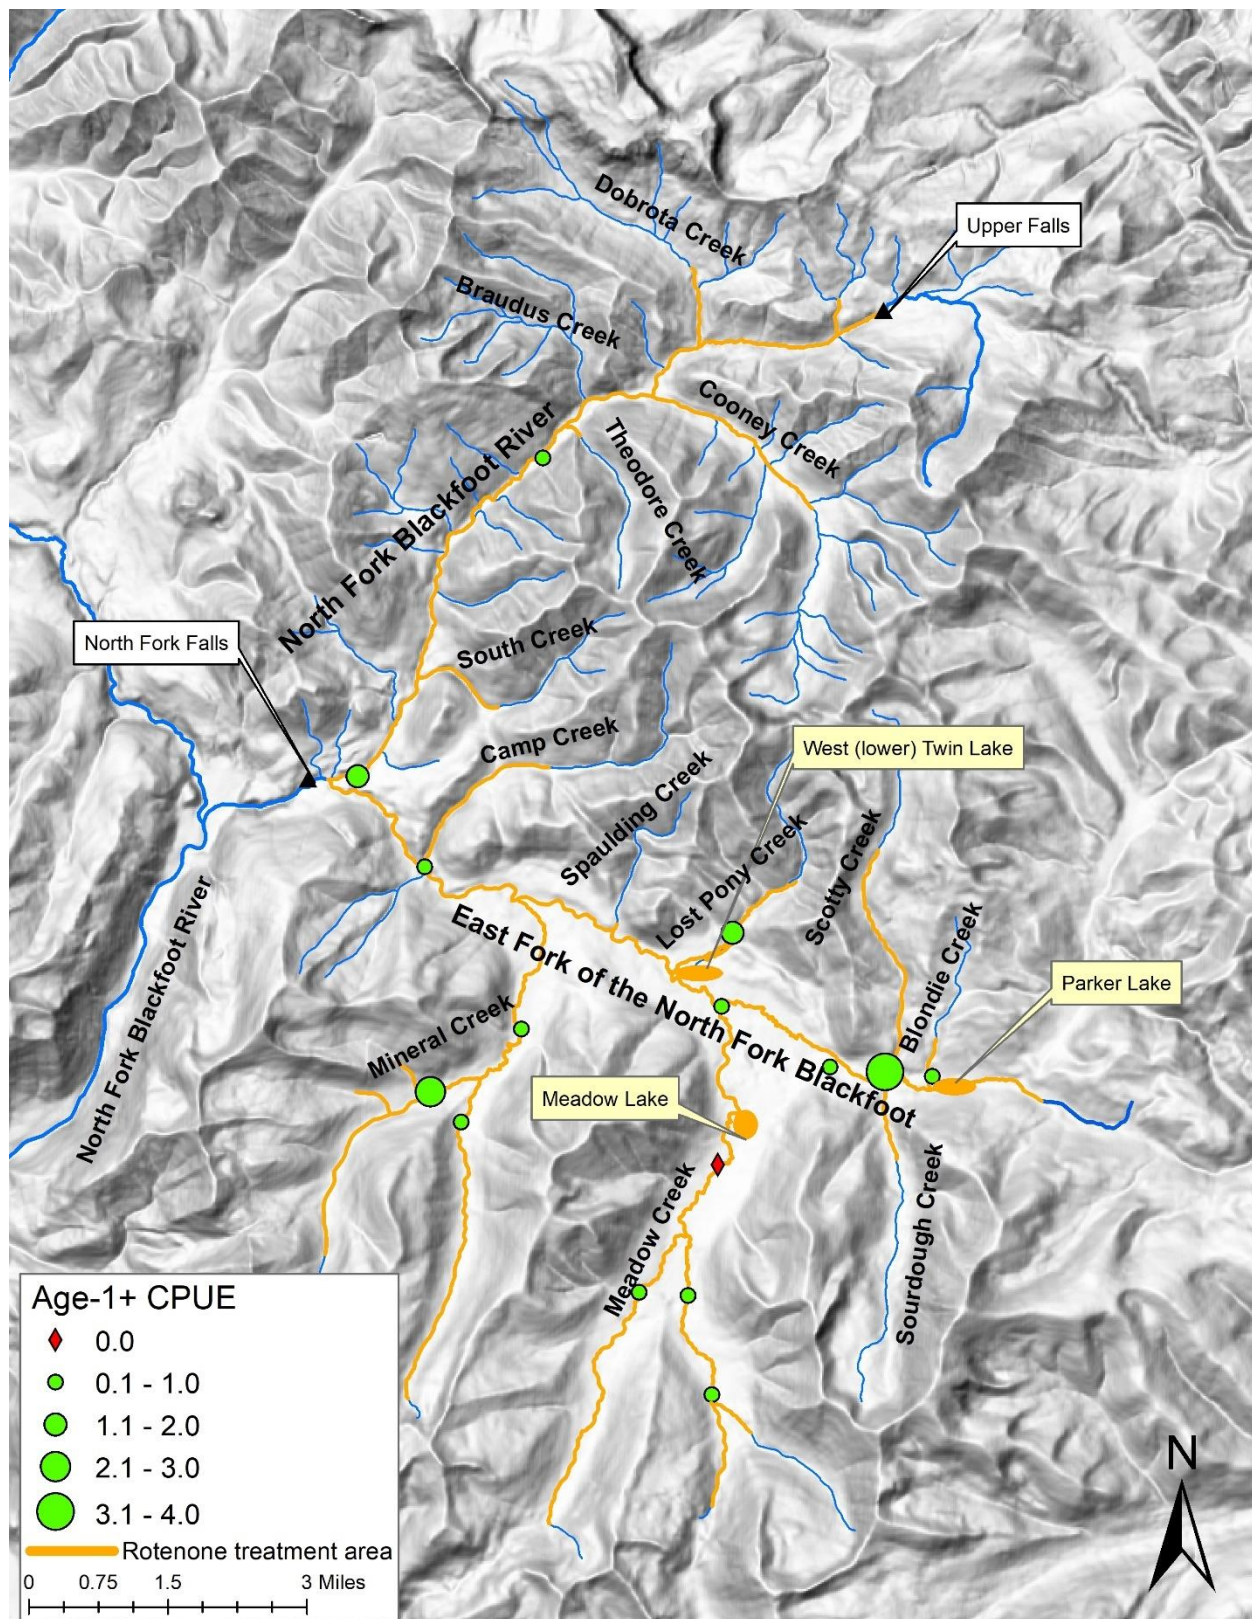 Dobrota Creek
Upper Falls
Braudus Creek
Cooney Creek
North Fork Blackfoot River
Theodore Creek
South Creek
North Fork Falls
Camp Creek
West (lower) Twin Lake
Spaulding Creek
Lost Pony Creek
Scotty Creek
Blondie Creek
East Fork of the North Fork Blackfoot
Parker Lake
North Fork Blackfoot River
Mineral Creek
Meadow Lake
Meadow Creek
Sourdough Creek
Age-1+ CPUE
0.0
0.1 - 1.0
1.1 - 2.0
2.1 - 3.0
3.1 - 4.0
Rotenone treatment area
0 0.75 1.5 3 Miles
N